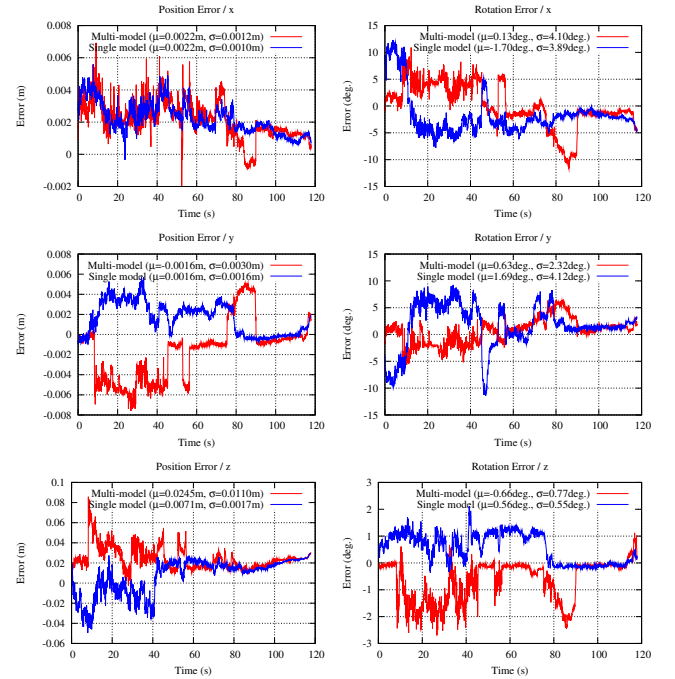 Position Error / x
Error (m)
0.008
0.006
0.004
0.002
0
-0.002
Multi-model (μ=0.0022m, σ=0.0012m)
Single model (μ=0.0022m, σ=0.0010m)
0 20 40 60 80 100 120
Time (s)
Rotation Error / x
Error (deg.)
15
10
5
0
-5
-10
-15
Multi-model (μ=0.13deg., σ=4.10deg.)
Single model (μ=-1.70deg., σ=3.89deg.)
0 20 40 60 80 100 120
Time (s)
Position Error / y
Error (m)
0.008
0.006
0.004
0.002
0
-0.002
-0.004
-0.006
-0.008
Multi-model (μ=-0.0016m, σ=0.0030m)
Single model (μ=0.0016m, σ=0.0016m)
0 20 40 60 80 100 120
Time (s)
Rotation Error / y
Error (deg.)
15
10
5
0
-5
-10
-15
Multi-model (μ=0.63deg., σ=2.32deg.)
Single model (μ=1.69deg., σ=4.12deg.)
0 20 40 60 80 100 120
Time (s)
Position Error / z
Error (m)
0.1
0.08
0.06
0.04
0.02
0
-0.02
-0.04
-0.06
Multi-model (μ=0.0245m, σ=0.0110m)
Single model (μ=0.0071m, σ=0.0017m)
0 20 40 60 80 100 120
Time (s)
Rotation Error / z
Error (deg.)
3
2
1
0
-1
-2
-3
Multi-model (μ=-0.66deg., σ=0.77deg.)
Single model (μ=0.56deg., σ=0.55deg.)
0 20 40 60 80 100 120
Time (s)